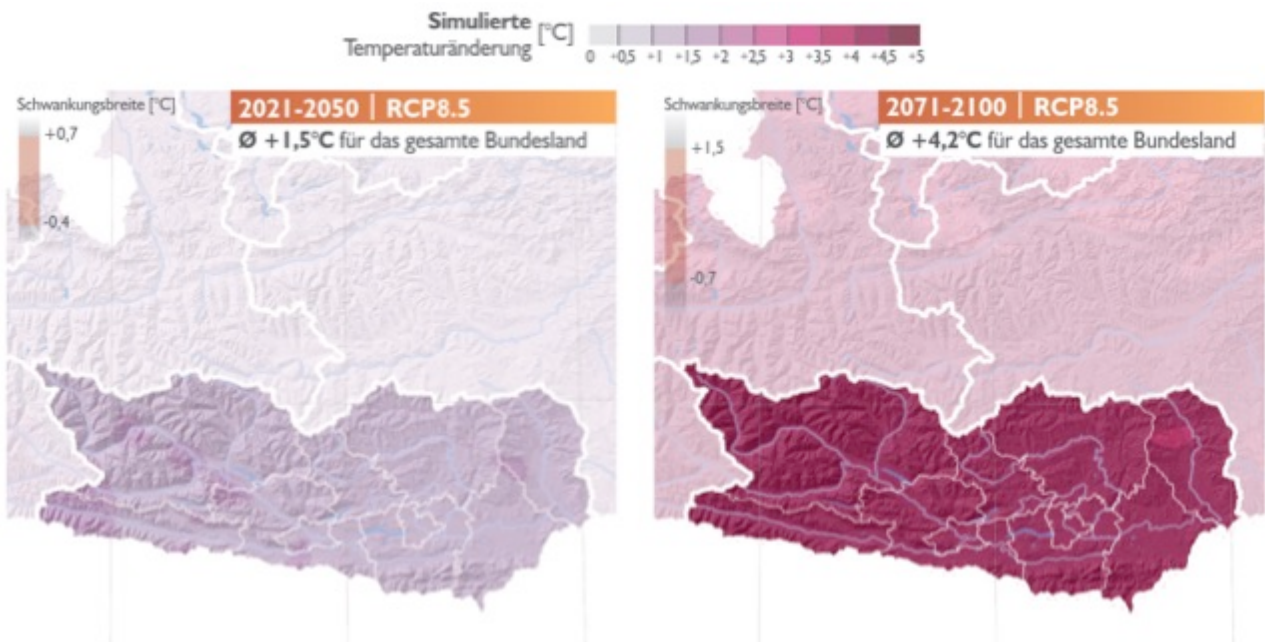 Simulierte
Temperaturänderung [°C]
0 +0,5 +1 +1,5 +2 +2,5 +3 +3,5 +4 +4,5 +5
Schwankungsbreite [°C]
+0,7
-0,4
2021-2050 | RCP8.5
Ø +1,5°C für das gesamte Bundesland
Schwankungsbreite [°C]
+1,5
-0,7
2071-2100 | RCP8.5
Ø +4,2°C für das gesamte Bundesland